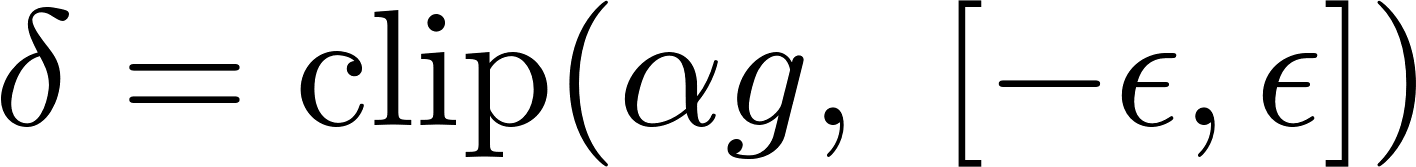 δ = clip(αg, [−ϵ, ϵ])